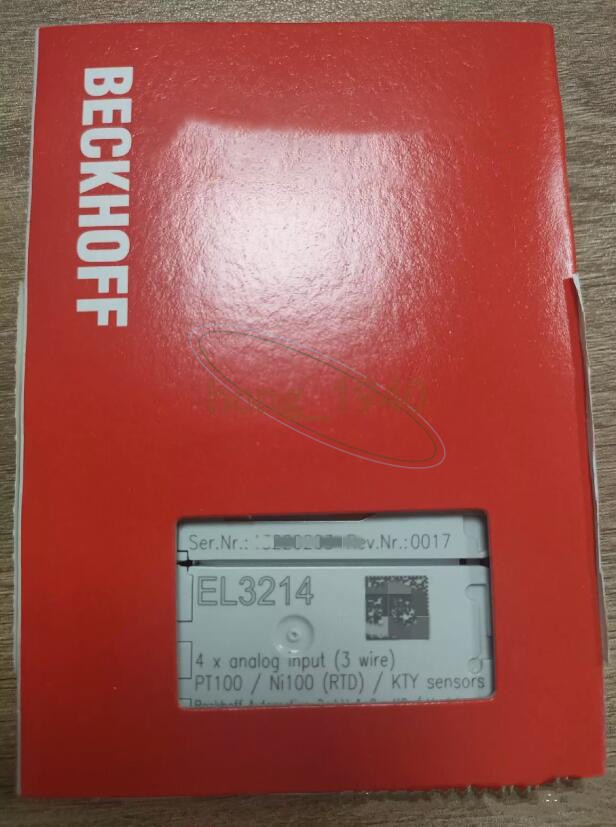 BECKHOFF
Ser.Nr.: Rev.Nr.:0017
EL3214
4 x analog input (3 wire)
PT100 / Ni100 (RTD) / KTY sensors